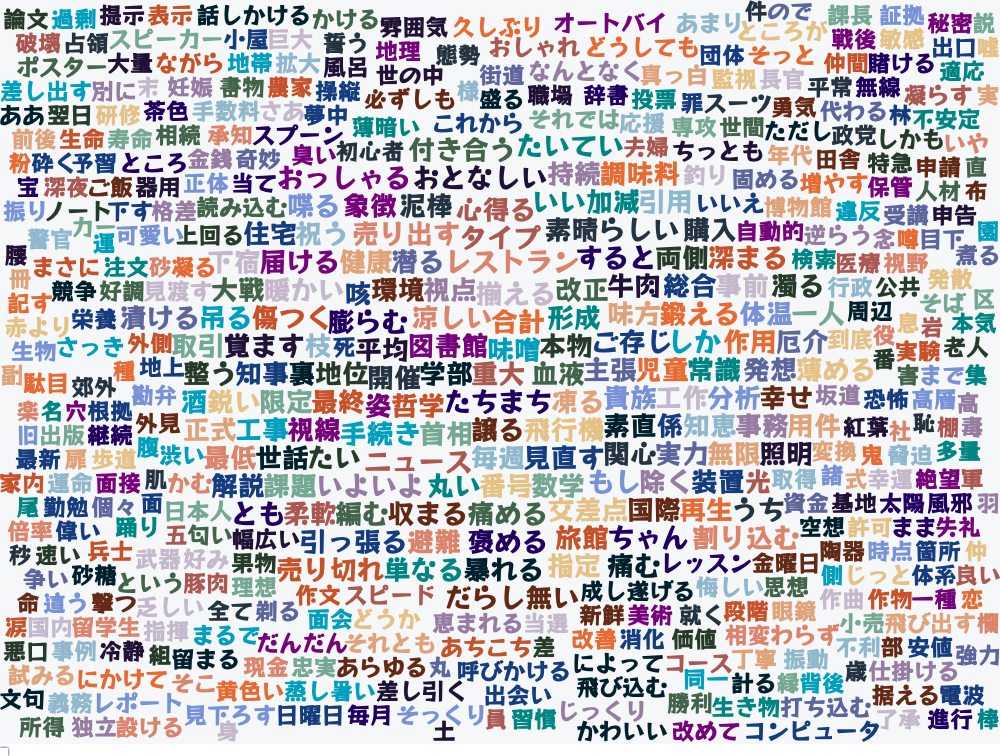 論文 過剰 提示 表示 話しかける かける 雰囲気 久しぶり オートバイ あまり ところが 件 ので 課長 証拠 秘密 説
破壊 占領 スピーカー 小屋 巨大 誓う 地理 態勢 おしゃれ どうしても 団体 そっと 戦後 敏感 出口 嘘
ポスター 大量 ながら 地帯 拡大 風呂 世の中 街道 なんとなく 真っ白 監視 長官 仲間 賭ける 適応
差し出す 別に 末 妊娠 書物 農家 操縦 必ずしも 様 盛る 職場 辞書 投票 罪 スーツ 勇気 平常 無線 凝らす 実
ああ 翌日 研修 茶色 手数料 さあ 夢中 薄暗い これから それでは 応援 専攻 世間 ただし 代わる 林 不安定
前後 生命 寿命 相続 承知 スプーン 初心者 付き合う たいてい 夫婦 ちっとも 年代 政党 しかも いや
粉 砕く 予習 ところ 金銭 奇妙 臭い おとなしい 持続 調味料 釣り 固める 田舎 特急 申請 直
宝 深夜 ご飯 器用 正体 当て おっしゃる 増やす 保管 人材 布
振り ノート 下す 格差 読み込む 喋る 象徴 泥棒 心得る いい加減 引用 いいえ 博物館 違反 受講 申告
警官 カー 運 可愛い 上回る 住宅 祝う 売り出す タイプ 素晴らしい 購入 自動的 逆らう 念 噂 目下 園
腰 まさに 注文 砂 凝る 下宿 届ける 健康 潜る レストラン すると 両側 深まる 検索 医療 視野 煮る
冊 記す 競争 好調 見渡す 大戦 暖かい 咳 環境 視点 揃える 改正 牛肉 総合 事前 濁る 行政 公共 発散 そば 区
赤 より 栄養 漬ける 吊る 傷つく 膨らむ 涼しい 合計 形成 味方 鍛える 体温 一人 周辺 息 岩 本気
生物 さっき 外側 取引 覚ます 枝 死 平均 図書館 味噌 本物 ご存じ しか 作用 厄介 到底 役 番 実験 老人
副 駄目 郊外 種 地上 整う 知事 裏 地位 開催 学部 重大 血液 主張 児童 常識 発想 薄める 害 まで 集
楽 名 穴 根拠 勘弁 酒 鋭い 限定 最終 姿 哲学 たちまち 凍る 貴族 工作 分析 幸せ 坂道 恐怖 高層 高
旧 出版 継続 外見 正式 工事 視線 手続き 首相 譲る 飛行機 素直 係 知恵 事務 用件 紅葉 社 恥 棚 毒
最新 扉 歩道 腹 渋い 最低 世話 たい ニュース 毎週 見直す 関心 実力 無限 照明 変換 鬼 脅迫 多量
家内 運命 面接 肌 かむ 解説 課題 いよいよ 丸い 番号 数学 もし 除く 装置 光 取得 諸 式 幸運 絶望 軍
尾 勤勉 個々 面 日本人 とも 柔軟 編む 収まる 痛める 交差点 国際 再生 うち 資金 基地 太陽 風邪 羽
倍率 偉い 踊り 五 匂い 幅広い 引っ張る 避難 褒める 旅館 ちゃん 割り込む 空想 許可 まま 失礼
秒 速い 兵士 武器 好み 果物 売り切れ 単なる 暴れる 指定 痛む レッスン 金曜日 陶器 時点 箇所 仲
争い 砂糖 という 豚肉 理想 作文 スピード だらし無い 成し遂げる 悔しい 思想 側 じっと 体系 良い
命 違う 撃つ 乏しい 全て 剃る 面会 どうか 恵まれる 当選 新鮮 美術 就く 段階 眼鏡 作曲 作物 一種 恋
涙 国内 留学生 指揮 まるで だんだん それとも あちこち 差 改善 消化 価値 相変わらず 小売 飛び出す 欄
悪口 事例 冷静 組 留まる 現金 忠実 あらゆる 丸 呼びかける によって コース 丁寧 振動 不利 部 安値 強力
試みる にかけて そこ 黄色い 蒸し暑い 差し引く 出会い 飛び込む 同一 計る 縁 背後 歳 仕掛ける
文句 義務 レポート 見下ろす 日曜日 毎月 そっくり 員 習慣 じっくり 勝利 生き物 打ち込む 据える 電波
所得 独立 設ける 身 土 かわいい 改めて コンピュータ 了承 進行 棒